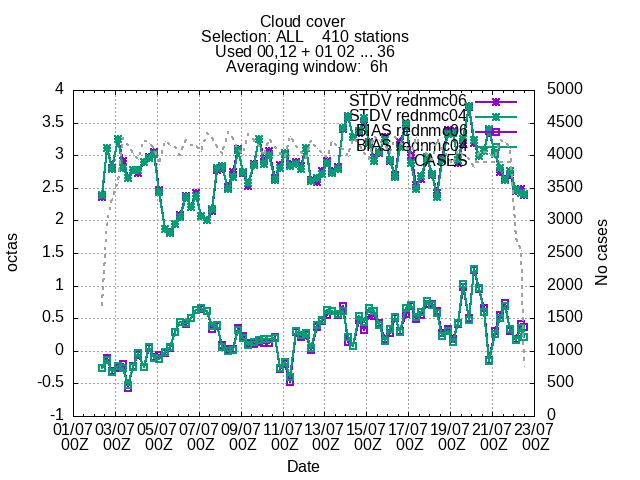 Cloud cover
Selection: ALL 410 stations
Used 00,12 + 01 02 ... 36
Averaging window: 6h
STDV rednmc06
STDV rednmc04
BIAS rednmc06
BIAS rednmc04
CASES
octas
4
3.5
3
2.5
2
1.5
1
0.5
0
-0.5
-1
No cases
5000
4500
4000
3500
3000
2500
2000
1500
1000
500
0
01/07 03/07 05/07 07/07 09/07 11/07 13/07 15/07 17/07 19/07 21/07 23/07
00Z 00Z 00Z 00Z 00Z 00Z 00Z 00Z 00Z 00Z 00Z 00Z
Date